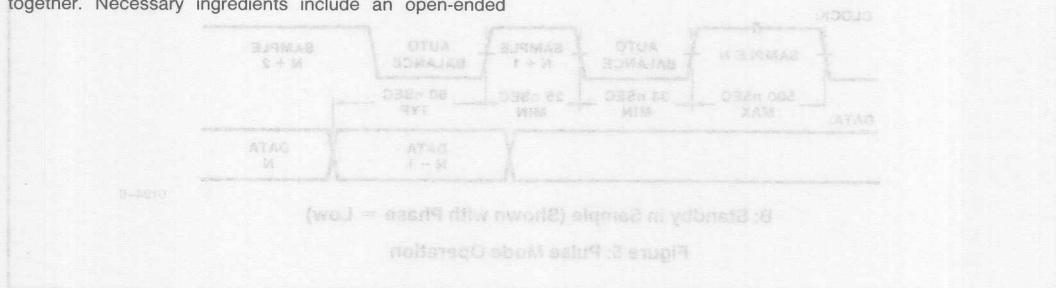 together. Necessary ingredients include an open-ended
CLOCK:
SAMPLE N
AUTO
BALANCE
SAMPLE
N + 1
AUTO
BALANCE
SAMPLE
N + 2
500 nSEC
MAX
33 nSEC
MIN
25 nSEC
MIN
60 nSEC
TYP
DATA:
DATA
N – 1
DATA
N
B: Standby in Sample (Shown with Phase = Low)
Figure 5: Pulse Mode Operation